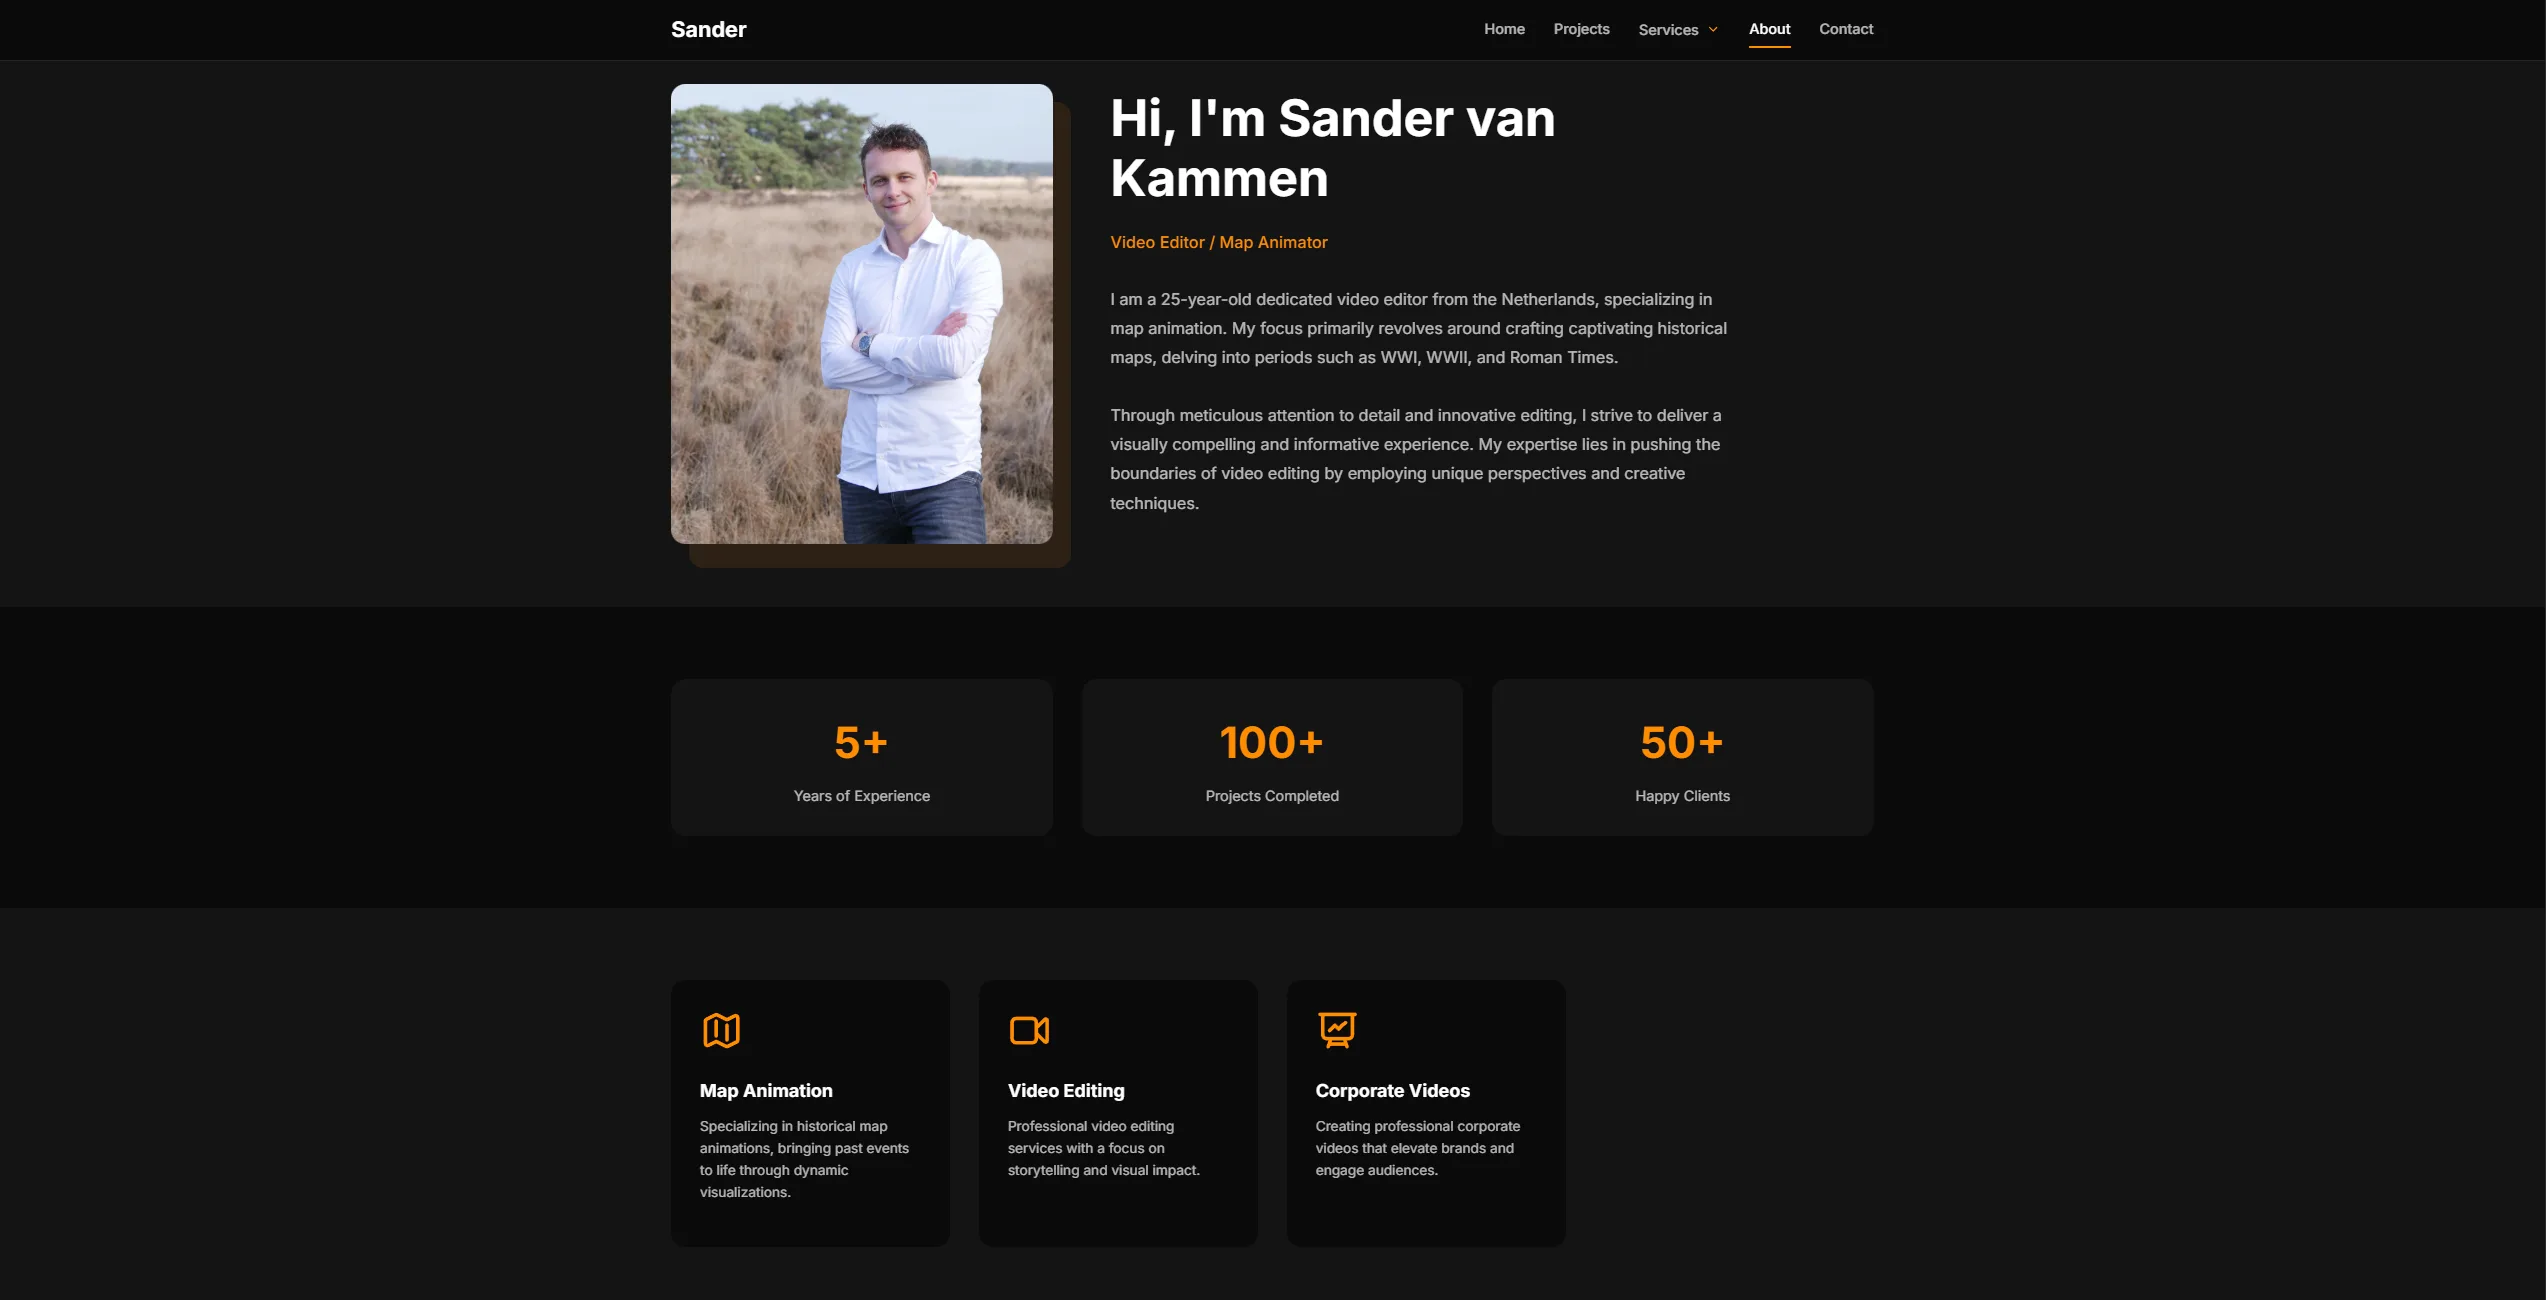 Sander
Home
Projects
Services
About
Contact
Hi, I'm Sander van
Kammen
Video Editor / Map Animator
I am a 25-year-old dedicated video editor from the Netherlands, specializing in
map animation. My focus primarily revolves around crafting captivating historical
maps, delving into periods such as WWI, WWII, and Roman Times.
Through meticulous attention to detail and innovative editing, I strive to deliver a
visually compelling and informative experience. My expertise lies in pushing the
boundaries of video editing by employing unique perspectives and creative
techniques.
5+
Years of Experience
100+
Projects Completed
50+
Happy Clients
Map Animation
Specializing in historical map
animations, bringing past events
to life through dynamic
visualizations.
Video Editing
Professional video editing
services with a focus on
storytelling and visual impact.
Corporate Videos
Creating professional corporate
videos that elevate brands and
engage audiences.